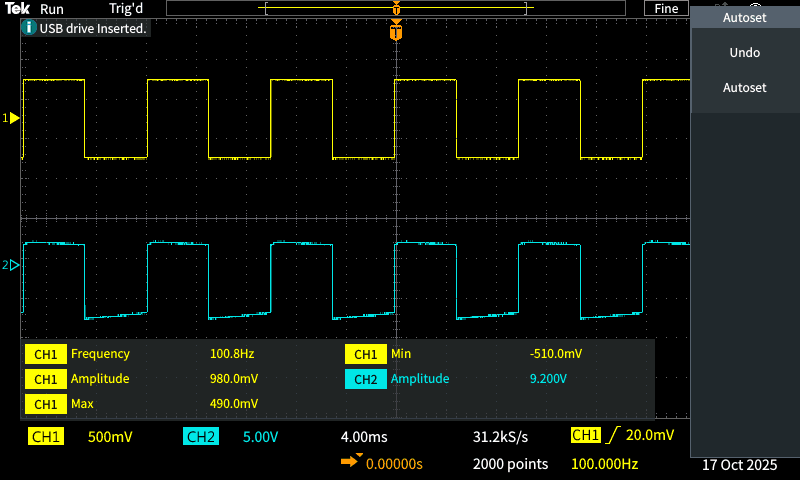 Tek Run Trig'd T Fine
T
USB drive Inserted.
Autoset
Undo
Autoset
1
2
CH1 Frequency 100.8Hz CH1 Min -510.0mV
CH1 Amplitude 980.0mV CH2 Amplitude 9.200V
CH1 Max 490.0mV
CH1 500mV CH2 5.00V 4.00ms 31.2kS/s CH1 20.0mV
0.00000s 2000 points 100.000Hz 17 Oct 2025